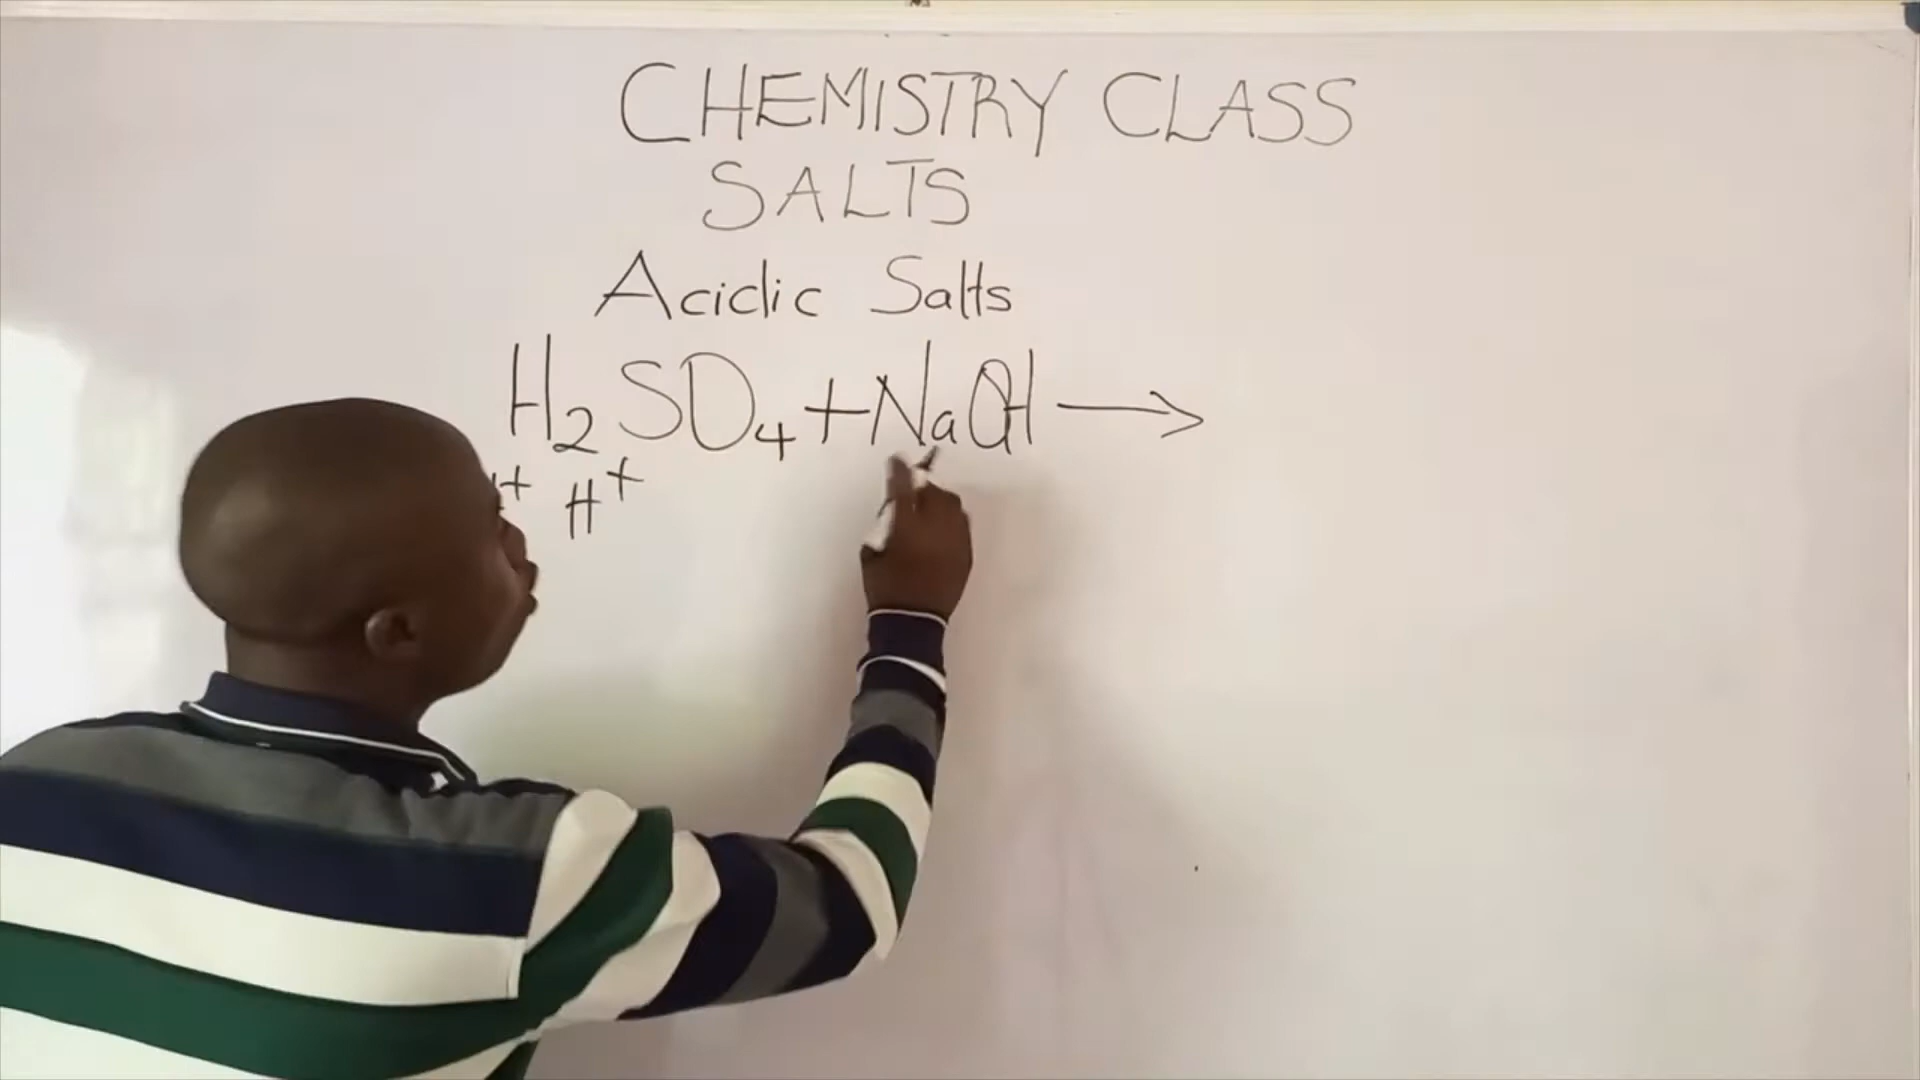 CHEMISTRY CLASS
SALTS
Acidic Salts
H₂SO₄ + NaOH →
H⁺